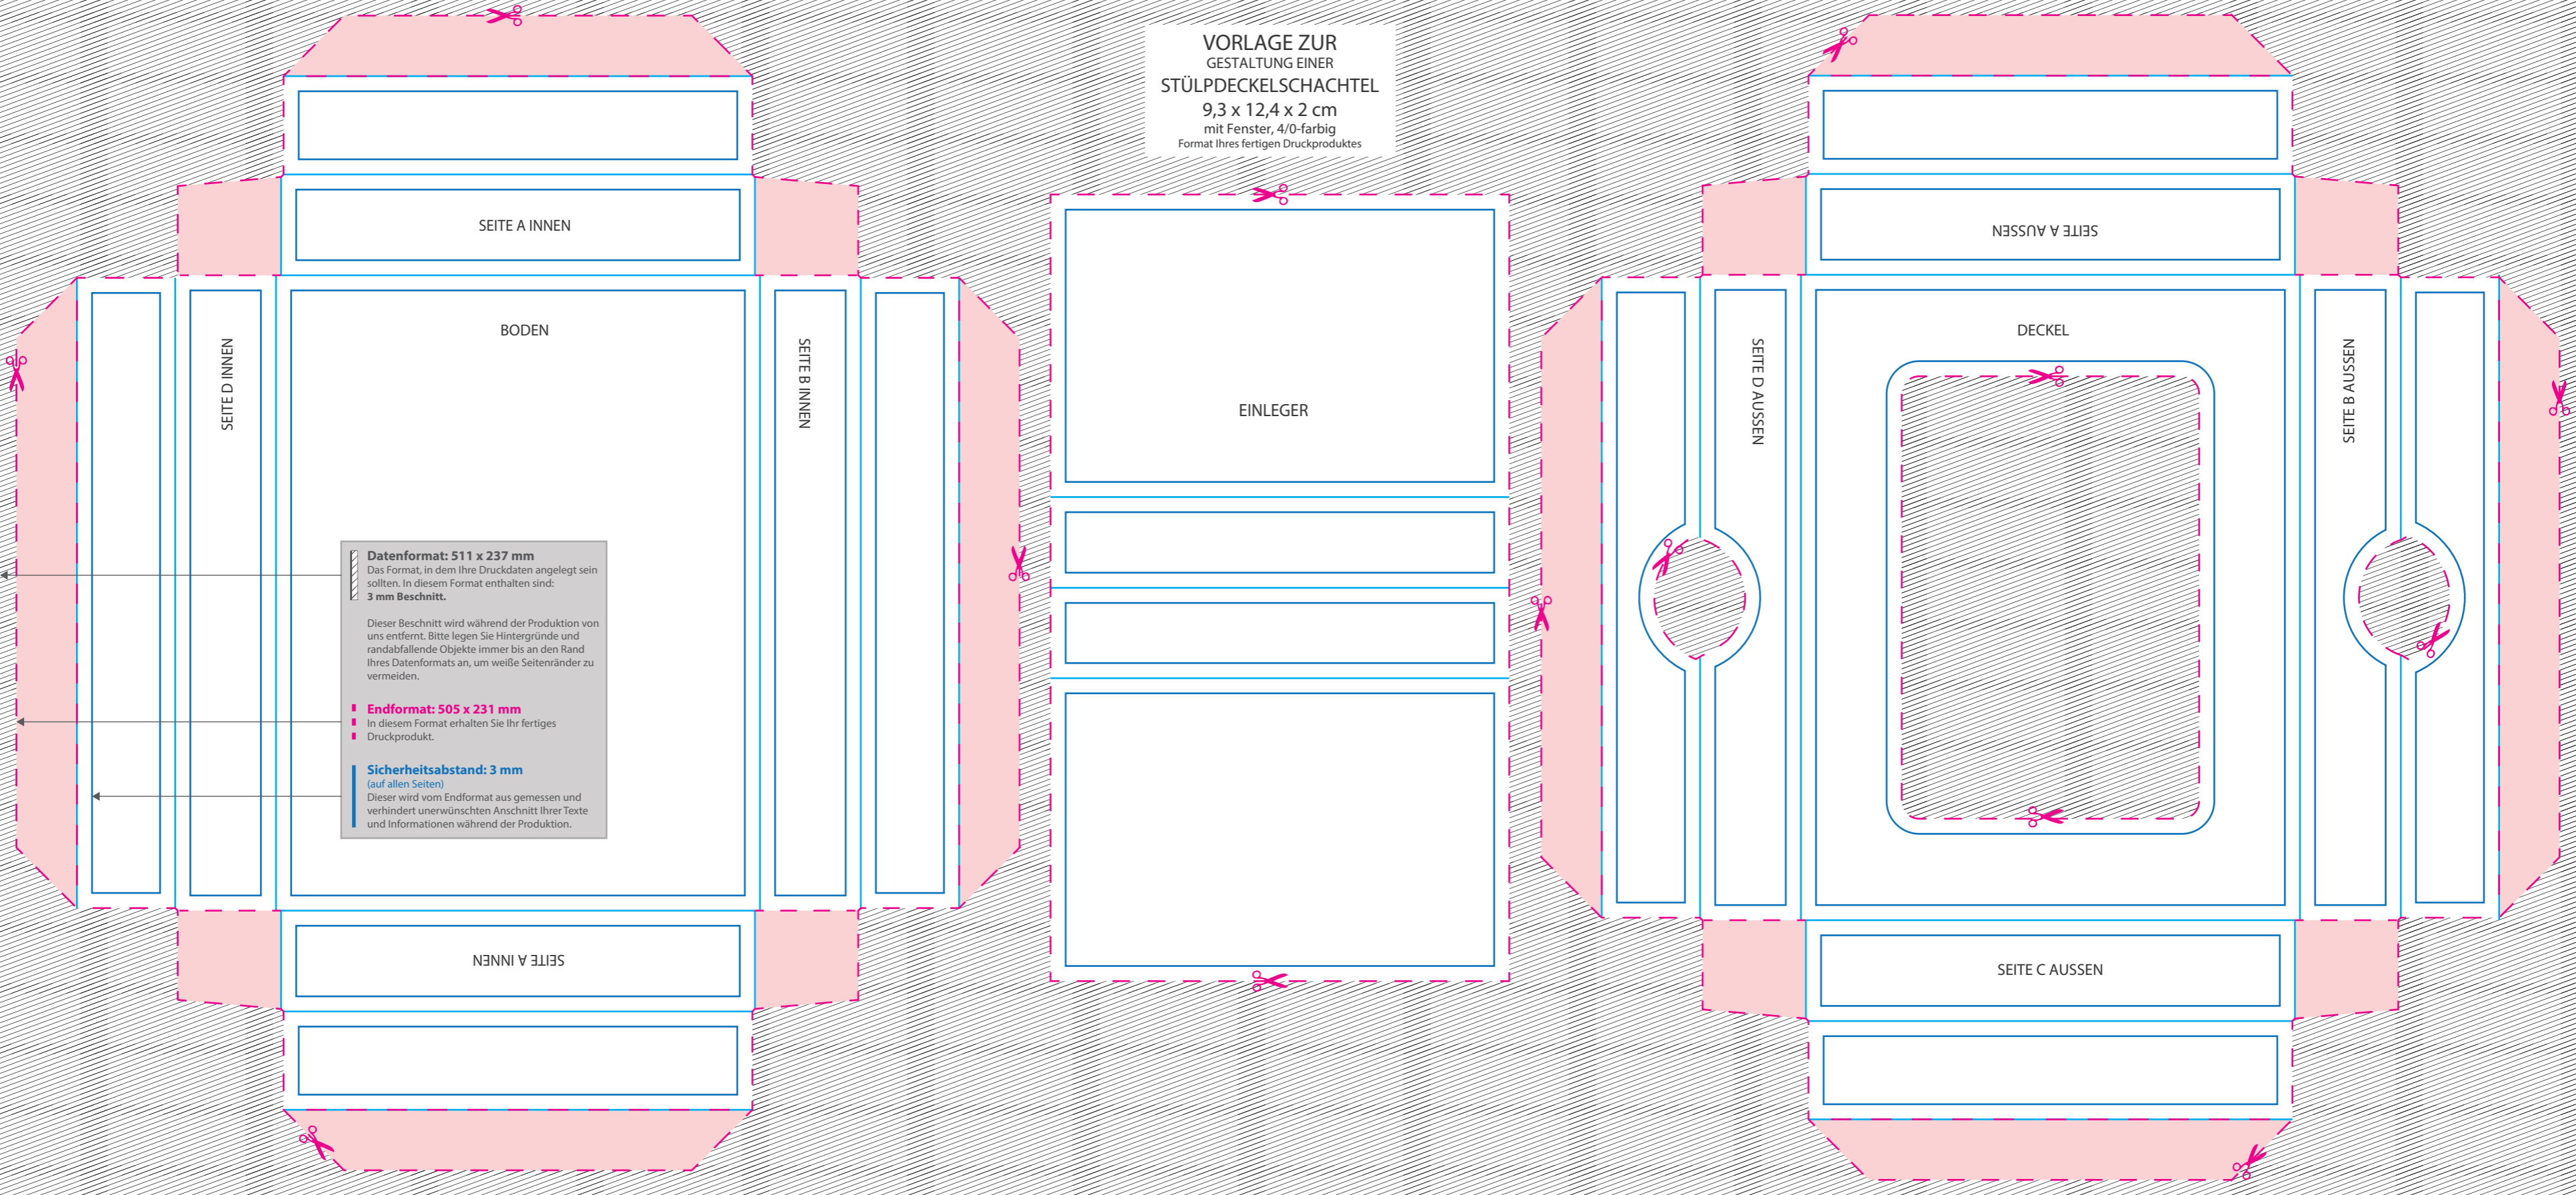 VORLAGE ZUR
GESTALTUNG EINER
STÜLPDECKELSCHACHTEL
9,3 x 12,4 x 2 cm
mit Fenster, 4/0-farbig
Format Ihres fertigen Druckproduktes
SEITE A INNEN
SEITE D INNEN
BODEN
SEITE B INNEN
Datenformat: 511 x 237 mm
Das Format, in dem Ihre Druckdaten angelegt sein
sollten. In diesem Format enthalten sind:
3 mm Beschnitt.
Dieser Beschnitt wird während der Produktion von
uns entfernt. Bitte legen Sie Hintergründe und
randabfallende Objekte immer bis an den Rand
Ihres Datenformats an, um weiße Seitenränder zu
vermeiden.
Endformat: 505 x 231 mm
In diesem Format erhalten Sie Ihr fertiges
Druckprodukt.
Sicherheitsabstand: 3 mm
(auf allen Seiten)
Dieser wird vom Endformat aus gemessen und
verhindert unerwünschten Anschnitt Ihrer Texte
und Informationen während der Produktion.
SEITE A INNEN
EINLEGER
SEITE A AUSSEN
SEITE D AUSSEN
DECKEL
SEITE B AUSSEN
SEITE C AUSSEN